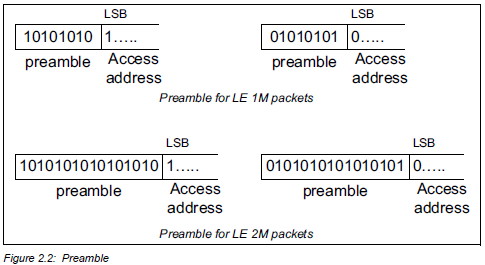 LSB LSB
10101010 1..... 01010101 0.....
preamble Access address preamble Access address
Preamble for LE 1M packets
LSB LSB
1010101010101010 1..... 0101010101010101 0.....
preamble Access address preamble Access address
Preamble for LE 2M packets
Figure 2.2: Preamble